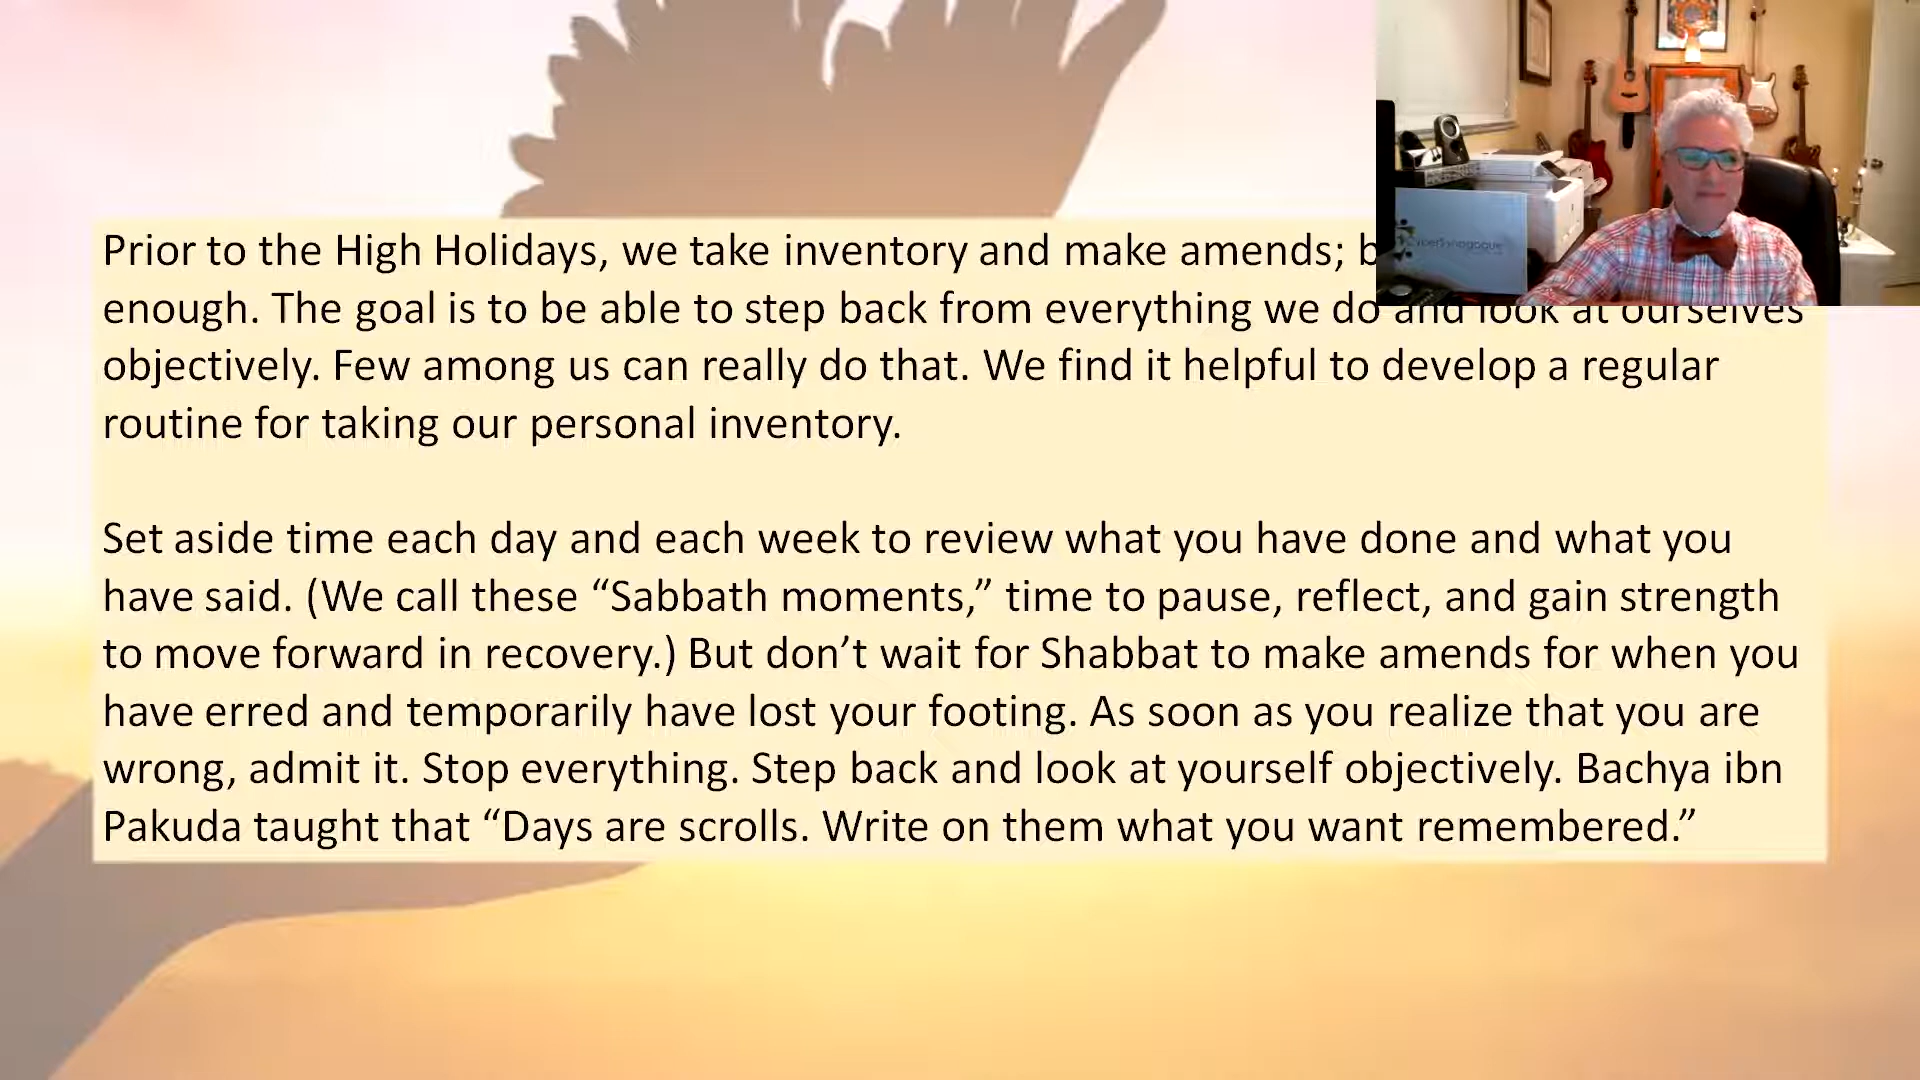 Prior to the High Holidays, we take inventory and make amends;
enough. The goal is to be able to step back from everything we do and look at ourselves
objectively. Few among us can really do that. We find it helpful to develop a regular
routine for taking our personal inventory.
Set aside time each day and each week to review what you have done and what you
have said. (We call these “Sabbath moments,” time to pause, reflect, and gain strength
to move forward in recovery.) But don’t wait for Shabbat to make amends for when you
have erred and temporarily have lost your footing. As soon as you realize that you are
wrong, admit it. Stop everything. Step back and look at yourself objectively. Bachya ibn
Pakuda taught that “Days are scrolls. Write on them what you want remembered.”
CyberSynagogue